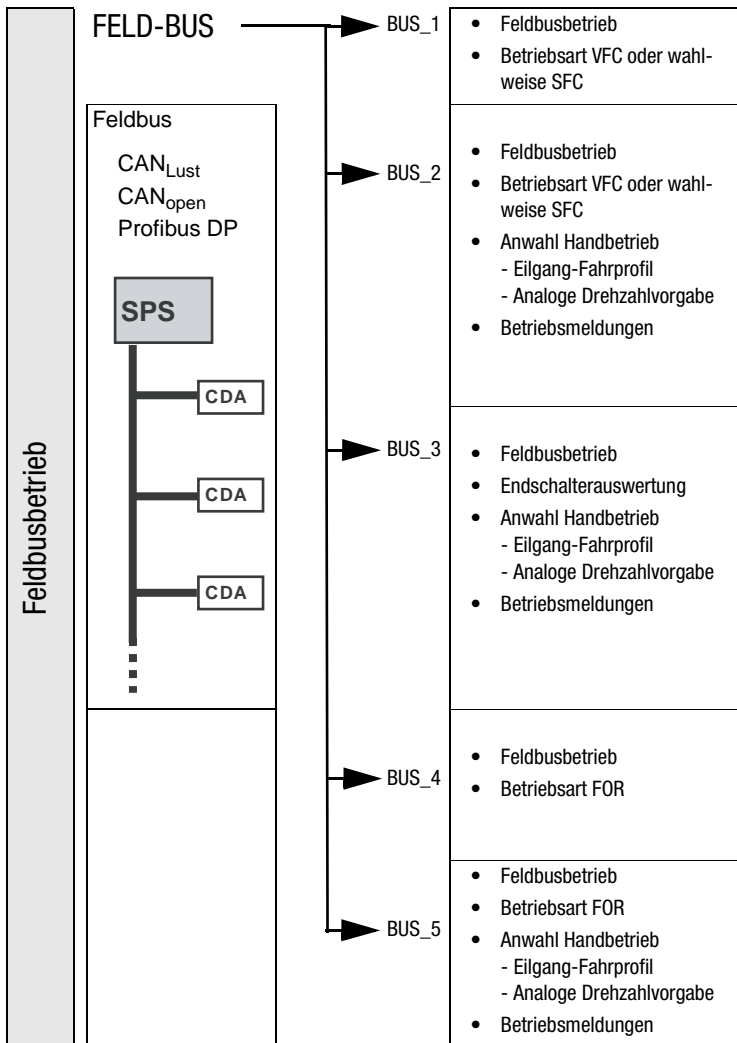 Feldbusbetrieb
FELD-BUS
Feldbus
CANLust
CANopen
Profibus DP
SPS
CDA
CDA
CDA
BUS_1
• Feldbusbetrieb
• Betriebsart VFC oder wahl-
weise SFC
BUS_2
• Feldbusbetrieb
• Betriebsart VFC oder wahl-
weise SFC
• Anwahl Handbetrieb
- Eilgang-Fahrprofil
- Analoge Drehzahlvorgabe
• Betriebsmeldungen
BUS_3
• Feldbusbetrieb
• Endschalterauswertung
• Anwahl Handbetrieb
- Eilgang-Fahrprofil
- Analoge Drehzahlvorgabe
• Betriebsmeldungen
BUS_4
• Feldbusbetrieb
• Betriebsart FOR
BUS_5
• Feldbusbetrieb
• Betriebsart FOR
• Anwahl Handbetrieb
- Eilgang-Fahrprofil
- Analoge Drehzahlvorgabe
• Betriebsmeldungen